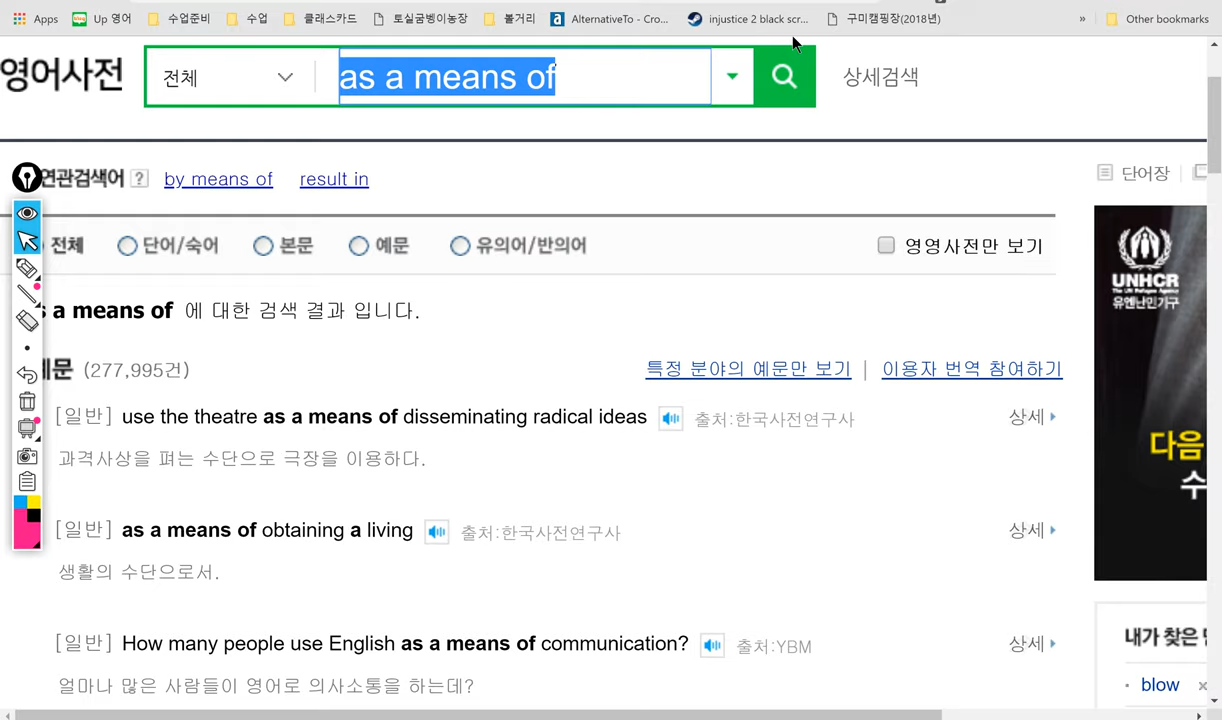 Apps Up 영어 수업준비 수업 클래스카드 토실굼벵이농장 볼거리 AlternativeTo - Cro... injustice 2 black scr... 구미캠핑장(2018년) » Other bookmarks
영어사전 전체 as a means of 상세검색
연관검색어 ? by means of result in
단어장
전체 단어/숙어 본문 예문 유의어/반의어 영영사전만 보기
UNHCR
유엔난민기구
s a means of 에 대한 검색 결과 입니다.
예문 (277,995건) 특정 분야의 예문만 보기 | 이용자 번역 참여하기
[일반] use the theatre as a means of disseminating radical ideas 출처:한국사전연구사 상세
다음
과격사상을 펴는 수단으로 극장을 이용하다.
수
[일반] as a means of obtaining a living 출처:한국사전연구사 상세
생활의 수단으로서.
[일반] How many people use English as a means of communication? 출처:YBM 상세
내가 찾은
얼마나 많은 사람들이 영어로 의사소통을 하는데?
· blow x